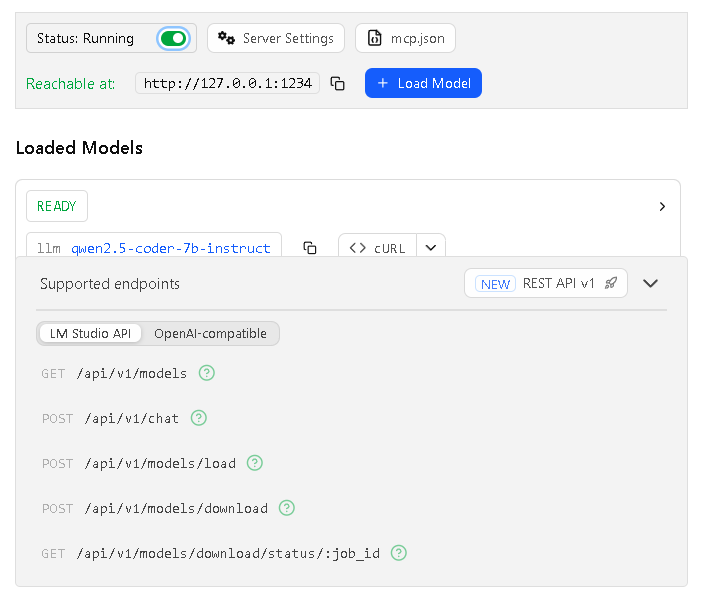 Status: Running Server Settings mcp.json
Reachable at: http://127.0.0.1:1234 + Load Model
Loaded Models
READY
llm qwen2.5-coder-7b-instruct <> cURL
Supported endpoints NEW REST API v1
LM Studio API OpenAI-compatible
GET /api/v1/models ?
POST /api/v1/chat ?
POST /api/v1/models/load ?
POST /api/v1/models/download ?
GET /api/v1/models/download/status/:job_id ?